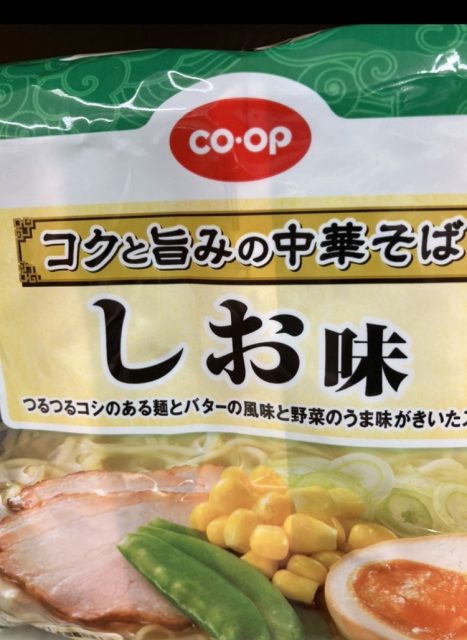 co·op
コクと旨みの中華そば
しお味
つるつるコシのある麺とバターの風味と野菜のうま味がきいた